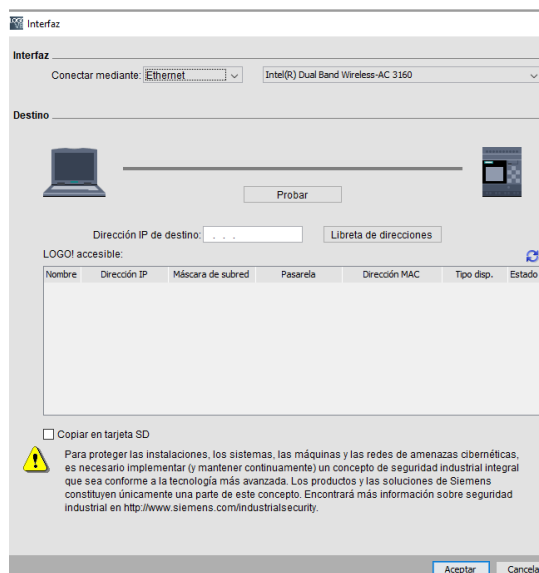 Interfaz
Interfaz
Conectar mediante: Ethernet Intel(R) Dual Band Wireless-AC 3160
Destino
Probar
Dirección IP de destino: . . . Libreta de direcciones
LOGO! accesible:
Nombre Dirección IP Máscara de subred Pasarela Dirección MAC Tipo disp. Estado
Copiar en tarjeta SD
Para proteger las instalaciones, los sistemas, las máquinas y las redes de amenazas cibernéticas,
es necesario implementar (y mantener continuamente) un concepto de seguridad industrial integral
que sea conforme a la tecnología más avanzada. Los productos y las soluciones de Siemens
constituyen únicamente una parte de este concepto. Encontrará más información sobre seguridad
industrial en http://www.siemens.com/industrialsecurity.
Aceptar Cancela